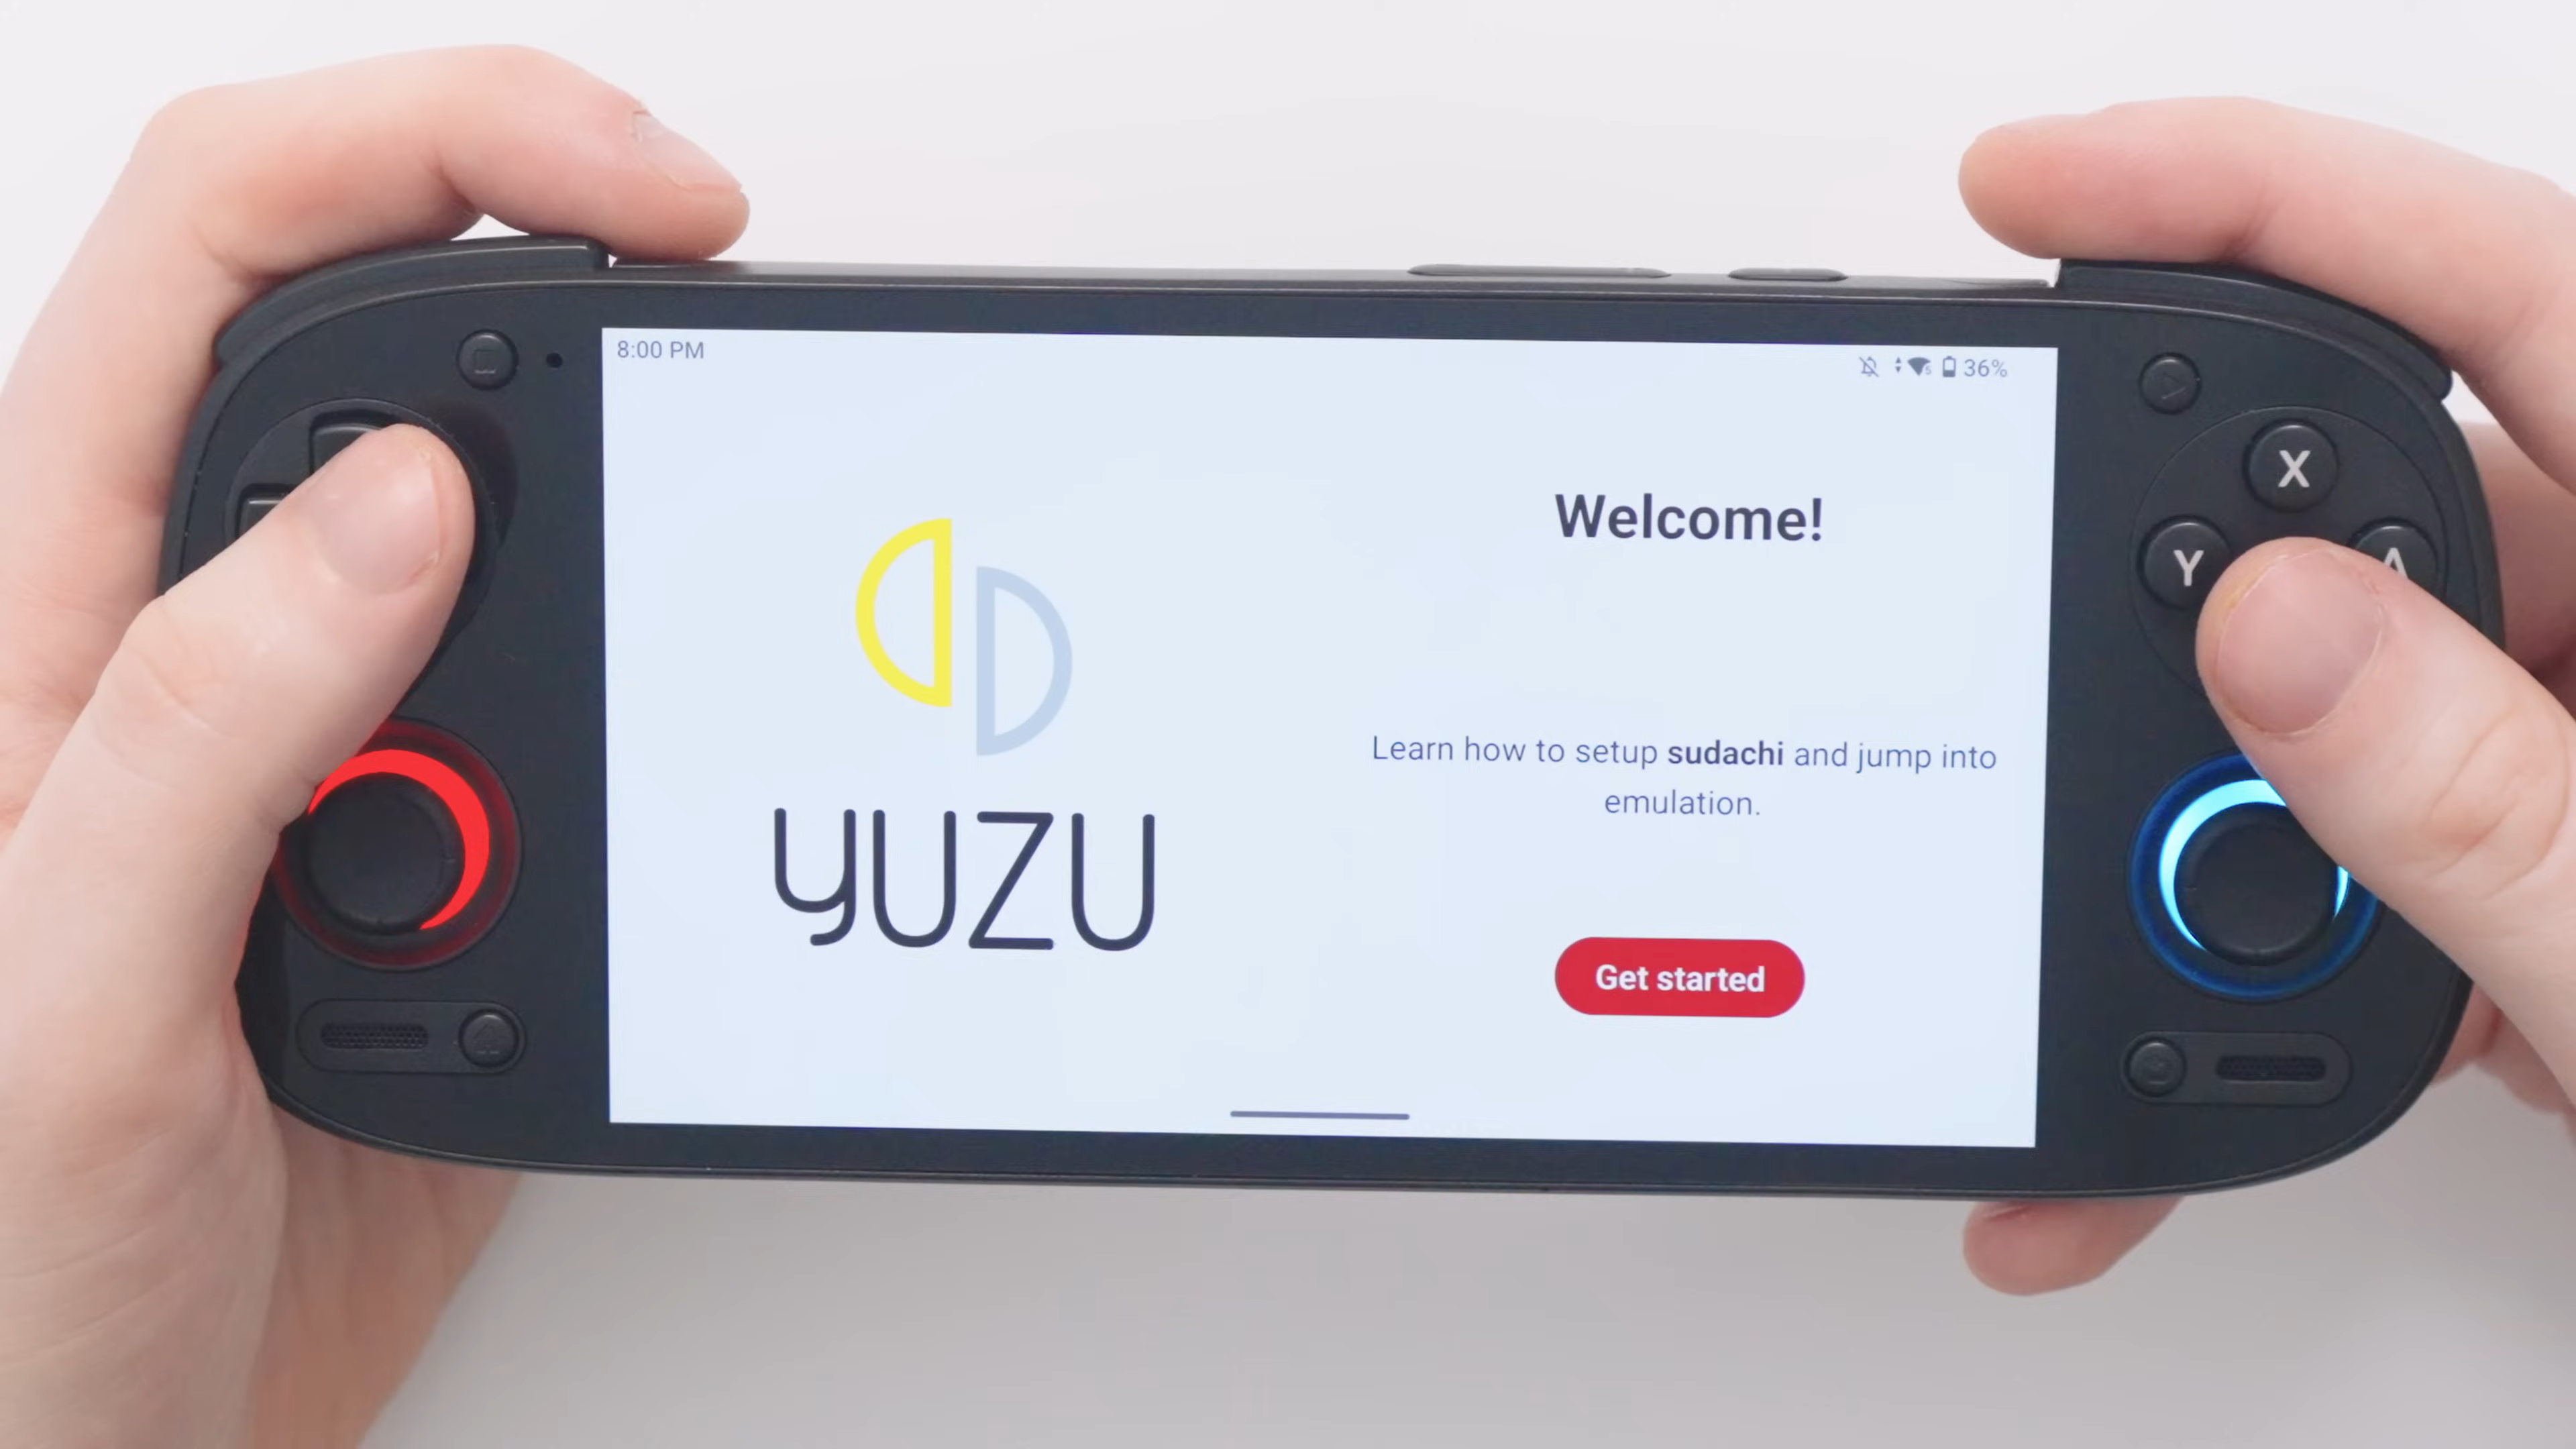 8:00 PM
36%
yuzu
Welcome!
Learn how to setup sudachi and jump into
emulation.
Get started
X
Y
A